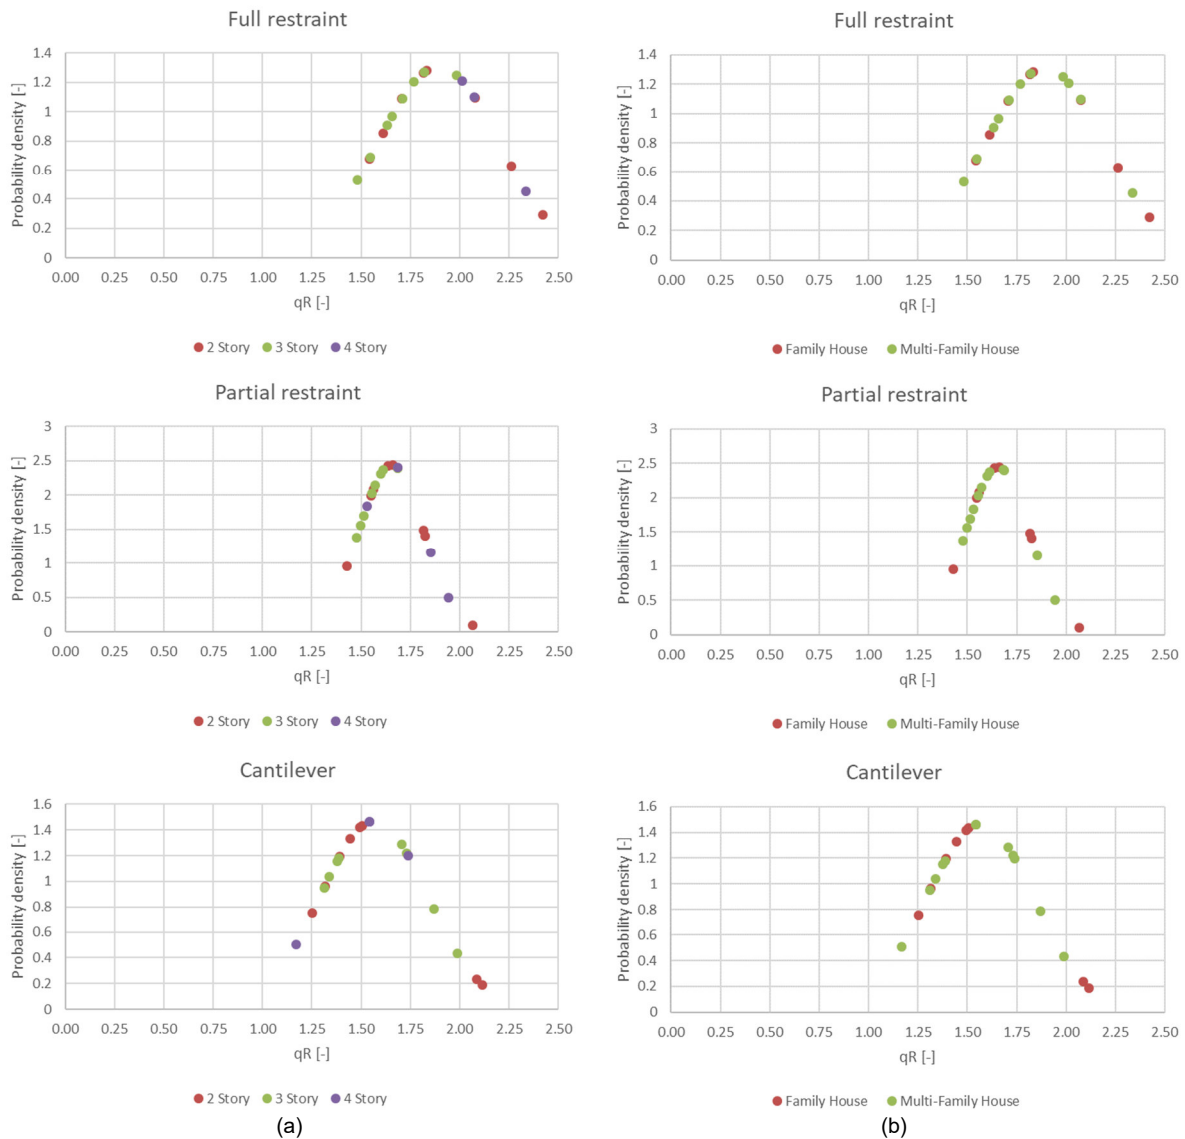 Full restraint
Probability density [-]
1.4
1.2
1
0.8
0.6
0.4
0.2
0
0.00 0.25 0.50 0.75 1.00 1.25 1.50 1.75 2.00 2.25 2.50
qR [-]
2 Story 3 Story 4 Story
Partial restraint
Probability density [-]
3
2.5
2
1.5
1
0.5
0
0.00 0.25 0.50 0.75 1.00 1.25 1.50 1.75 2.00 2.25 2.50
qR [-]
2 Story 3 Story 4 Story
Cantilever
Probability density [-]
1.6
1.4
1.2
1
0.8
0.6
0.4
0.2
0
0.00 0.25 0.50 0.75 1.00 1.25 1.50 1.75 2.00 2.25 2.50
qR [-]
2 Story 3 Story 4 Story
(a)
Full restraint
Probability density [-]
1.4
1.2
1
0.8
0.6
0.4
0.2
0
0.00 0.25 0.50 0.75 1.00 1.25 1.50 1.75 2.00 2.25 2.50
qR [-]
Family House Multi-Family House
Partial restraint
Probability density [-]
3
2.5
2
1.5
1
0.5
0
0.00 0.25 0.50 0.75 1.00 1.25 1.50 1.75 2.00 2.25 2.50
qR [-]
Family House Multi-Family House
Cantilever
Probability density [-]
1.6
1.4
1.2
1
0.8
0.6
0.4
0.2
0
0.00 0.25 0.50 0.75 1.00 1.25 1.50 1.75 2.00 2.25 2.50
qR [-]
Family House Multi-Family House
(b)